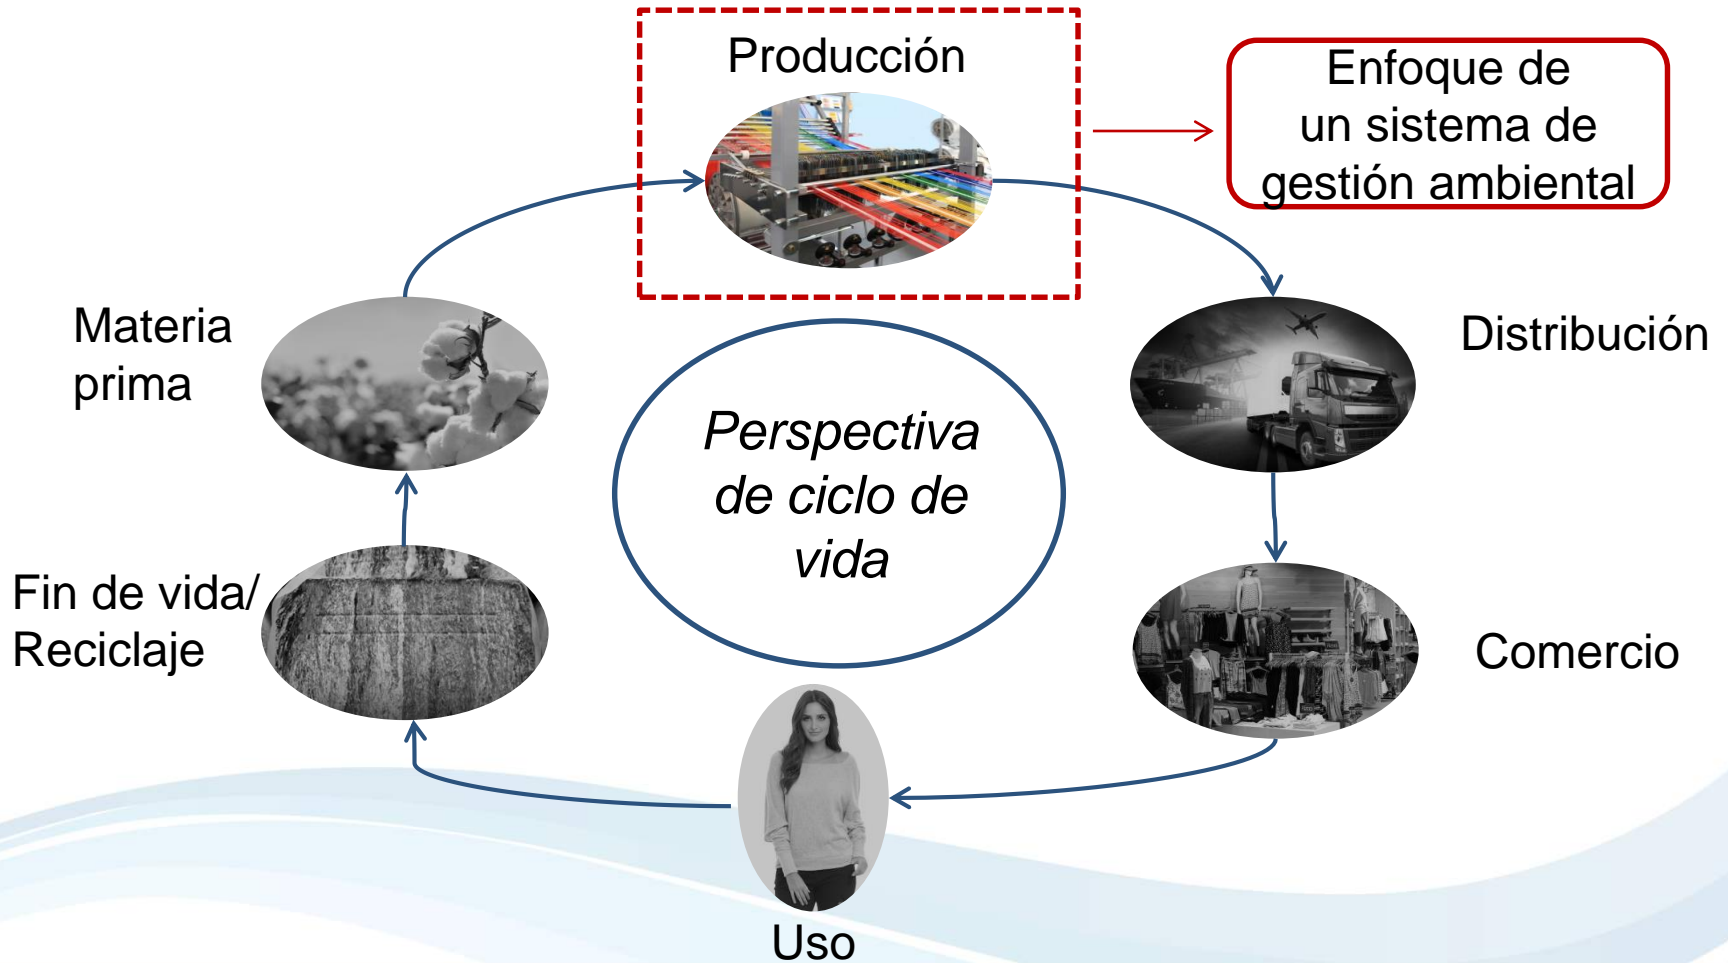 Producción
Enfoque de
un sistema de
gestión ambiental
Materia
prima
Distribución
Perspectiva
de ciclo de
vida
Fin de vida/
Reciclaje
Comercio
Uso